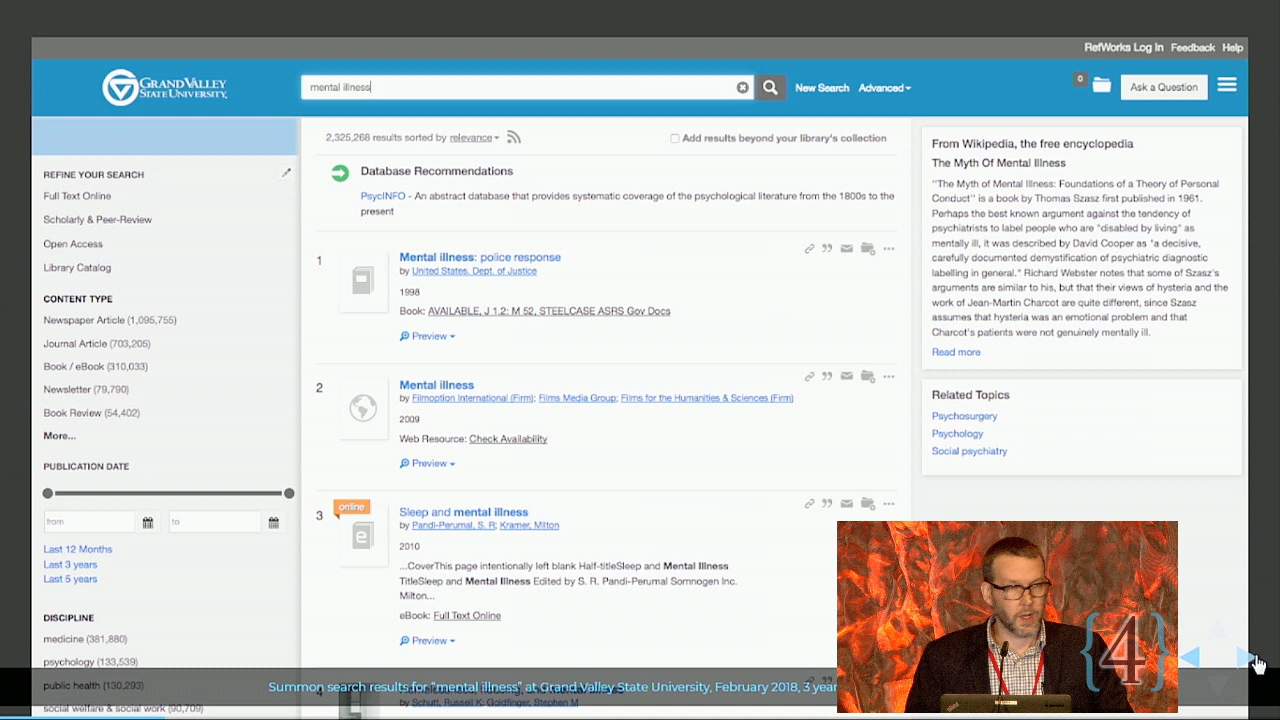 RefWorks Log In Feedback Help
GRANDVALLEY
STATE UNIVERSITY
mental illness
New Search Advanced
0
Ask a Question
2,325,268 results sorted by relevance
Add results beyond your library's collection
REFINE YOUR SEARCH
Full Text Online
Scholarly & Peer-Review
Open Access
Library Catalog
CONTENT TYPE
Newspaper Article (1,095,755)
Journal Article (703,205)
Book / eBook (310,033)
Newsletter (79,790)
Book Review (54,402)
More...
PUBLICATION DATE
from to
Last 12 Months
Last 3 years
Last 5 years
DISCIPLINE
medicine (381,880)
psychology (133,539)
public health (130,293)
social welfare & social work (90,709)
Database Recommendations
PsycINFO - An abstract database that provides systematic coverage of the psychological literature from the 1800s to the
present
1
Mental illness: police response
by United States. Dept. of Justice
1998
Book: AVAILABLE, J 1.2: M 52, STEELCASE ASRS Gov Docs
Preview
2
Mental illness
by Filmoption International (Firm); Films Media Group; Films for the Humanities & Sciences (Firm)
2009
Web Resource: Check Availability
Preview
3
online
Sleep and mental illness
by Pandi-Perumal, S. R; Kramer, Milton
2010
...CoverThis page intentionally left blank Half-titleSleep and Mental Illness
TitleSleep and Mental Illness Edited by S. R. Pandi-Perumal Somnogen Inc.
Milton...
eBook: Full Text Online
Preview
by Schutt, Russell K; Goldfinger, Stephen M
From Wikipedia, the free encyclopedia
The Myth Of Mental Illness
"The Myth of Mental Illness: Foundations of a Theory of Personal
Conduct" is a book by Thomas Szasz first published in 1961.
Perhaps the best known argument against the tendency of
psychiatrists to label people who are "disabled by living" as
mentally ill, it was described by David Cooper as "a decisive,
carefully documented demystification of psychiatric diagnostic
labelling in general." Richard Webster notes that some of Szasz's
arguments are similar to his, but that their views of hysteria and the
work of Jean-Martin Charcot are quite different, since Szasz
assumes that hysteria was an emotional problem and that
Charcot's patients were not genuinely mentally ill.
Read more
Related Topics
Psychosurgery
Psychology
Social psychiatry
{4}
Summon search results for "mental illness" at Grand Valley State University, February 2018, 3 year